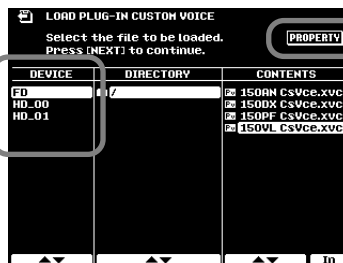 LOAD PLUG-IN CUSTOM VOICE
Select the file to be loaded.
Press [NEXT] to continue.
PROPERTY
DEVICE DIRECTORY CONTENTS
FD / 150AN CsVce.xvc
HD_00 150DX CsVce.xvc
HD_01 150PF CsVce.xvc
150VL CsVce.xvc
In